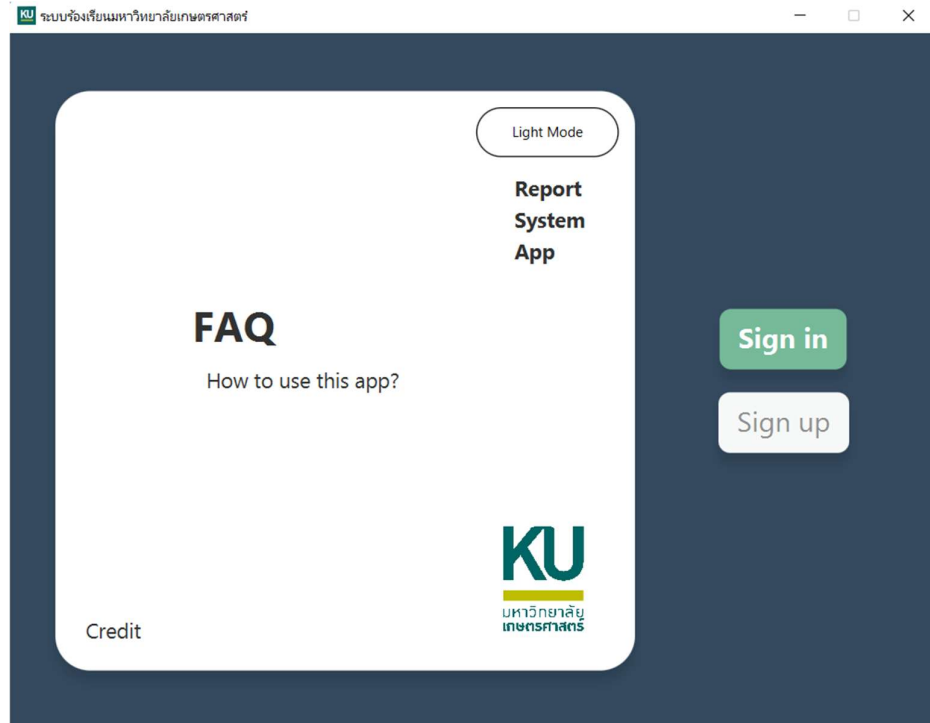 KU ระบบร้องเรียนมหาวิทยาลัยเกษตรศาสตร์
Light Mode
Report
System
App
FAQ
How to use this app?
Sign in
Sign up
KU
มหาวิทยาลัย
เกษตรศาสตร์
Credit